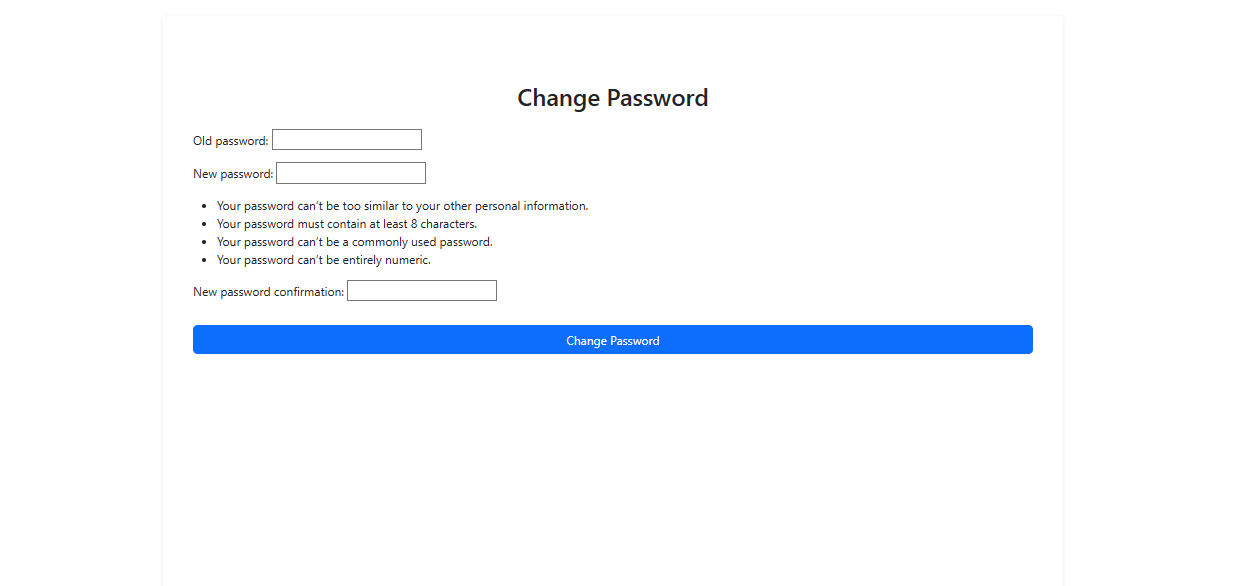 Change Password
Old password:
New password:
Your password can’t be too similar to your other personal information.
Your password must contain at least 8 characters.
Your password can’t be a commonly used password.
Your password can’t be entirely numeric.
New password confirmation:
Change Password